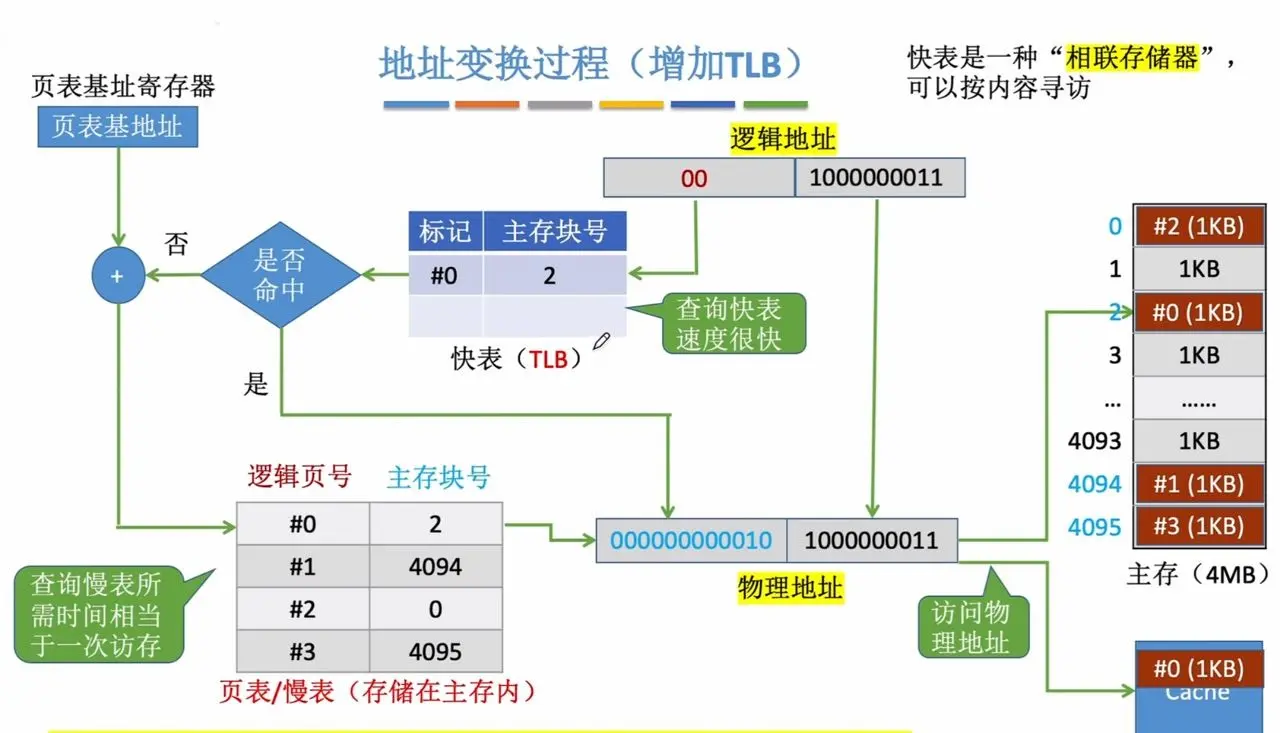 地址变换过程（增加TLB）
快表是一种“相联存储器”，
可以按内容寻访
页表基址寄存器
页表基地址
逻辑地址
00 1000000011
标记 主存块号
#0 2
快表（TLB）
查询快表
速度很快
是否
命中
否
+
是
逻辑页号 主存块号
#0 2
#1 4094
#2 0
#3 4095
页表/慢表（存储在主存内）
查询慢表所
需时间相当
于一次访存
000000000010 1000000011
物理地址
访问物
理地址
0 #2 (1KB)
1 1KB
2 #0 (1KB)
3 1KB
... ......
4093 1KB
4094 #1 (1KB)
4095 #3 (1KB)
主存（4MB）
#0 (1KB)
Cache